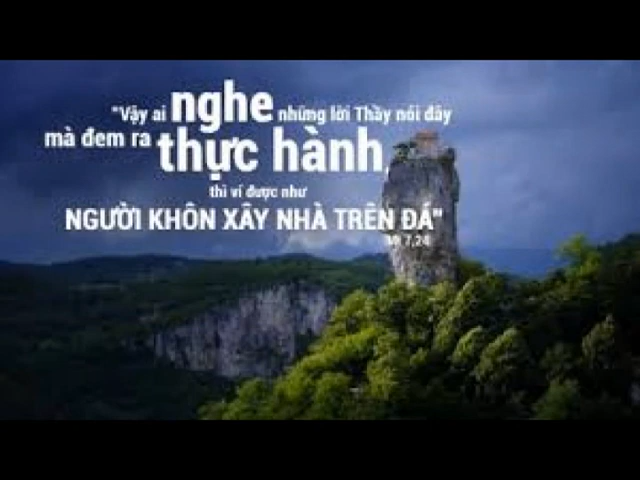 "Vậy ai nghe những lời Thầy nói đây
mà đem ra thực hành,
thì ví được như
NGƯỜI KHÔN XÂY NHÀ TRÊN ĐÁ"
Mt 7,24